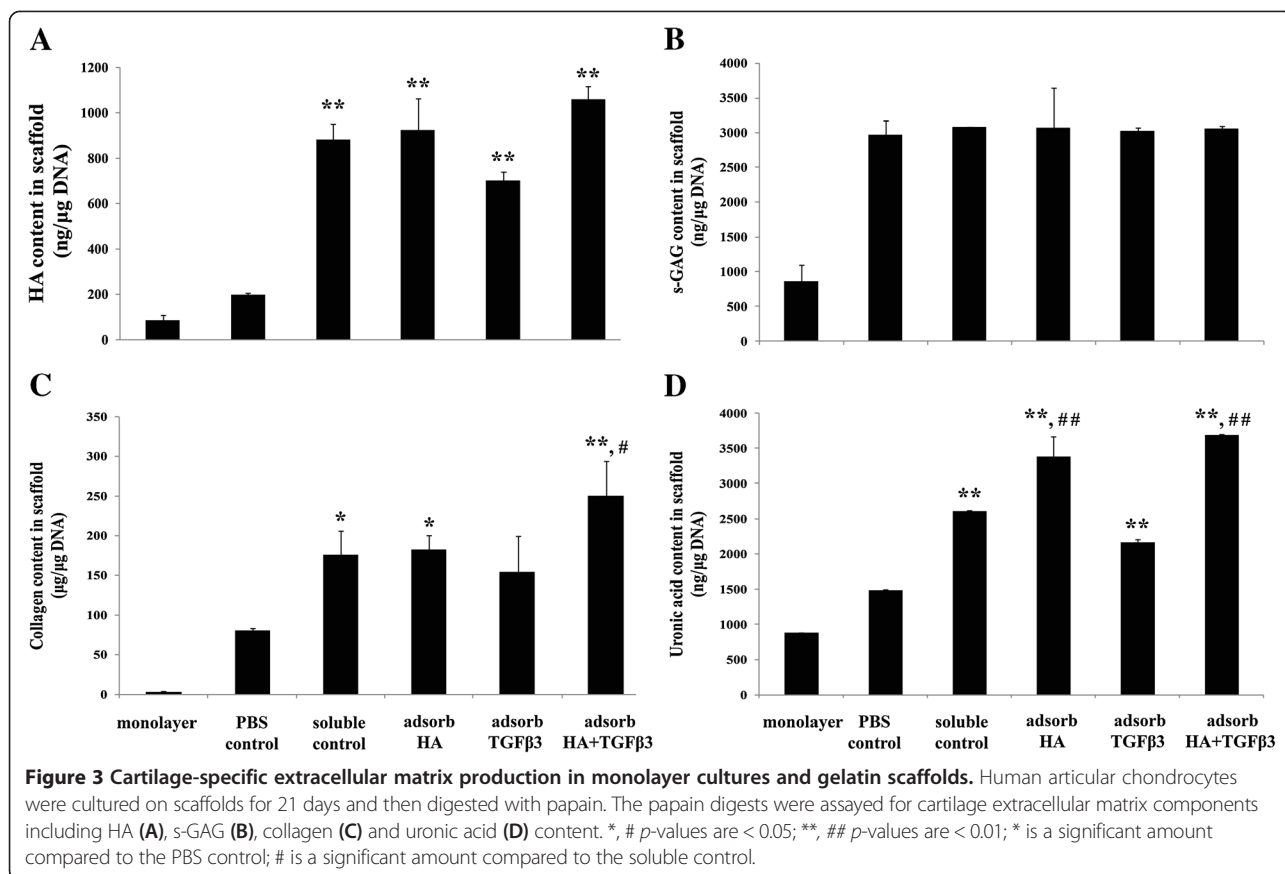 A
HA content in scaffold
(ng/µg DNA)
1200
1000
800
600
400
200
0
**
**
**
**
B
s-GAG content in scaffold
(ng/µg DNA)
4000
3500
3000
2500
2000
1500
1000
500
0
C
Collagen content in scaffold
(µg/µg DNA)
350
300
250
200
150
100
50
0
*
*
**, #
monolayer
PBS
control
soluble
control
adsorb
HA
adsorb
TGFβ3
adsorb
HA+TGFβ3
D
Uronic acid content in scaffold
(ng/µg DNA)
4000
3500
3000
2500
2000
1500
1000
500
0
**
**, ##
**
**, ##
monolayer
PBS
control
soluble
control
adsorb
HA
adsorb
TGFβ3
adsorb
HA+TGFβ3
Figure 3 Cartilage-specific extracellular matrix production in monolayer cultures and gelatin scaffolds. Human articular chondrocytes
were cultured on scaffolds for 21 days and then digested with papain. The papain digests were assayed for cartilage extracellular matrix components
including HA (A), s-GAG (B), collagen (C) and uronic acid (D) content. *, # p-values are < 0.05; **, ## p-values are < 0.01; * is a significant amount
compared to the PBS control; # is a significant amount compared to the soluble control.